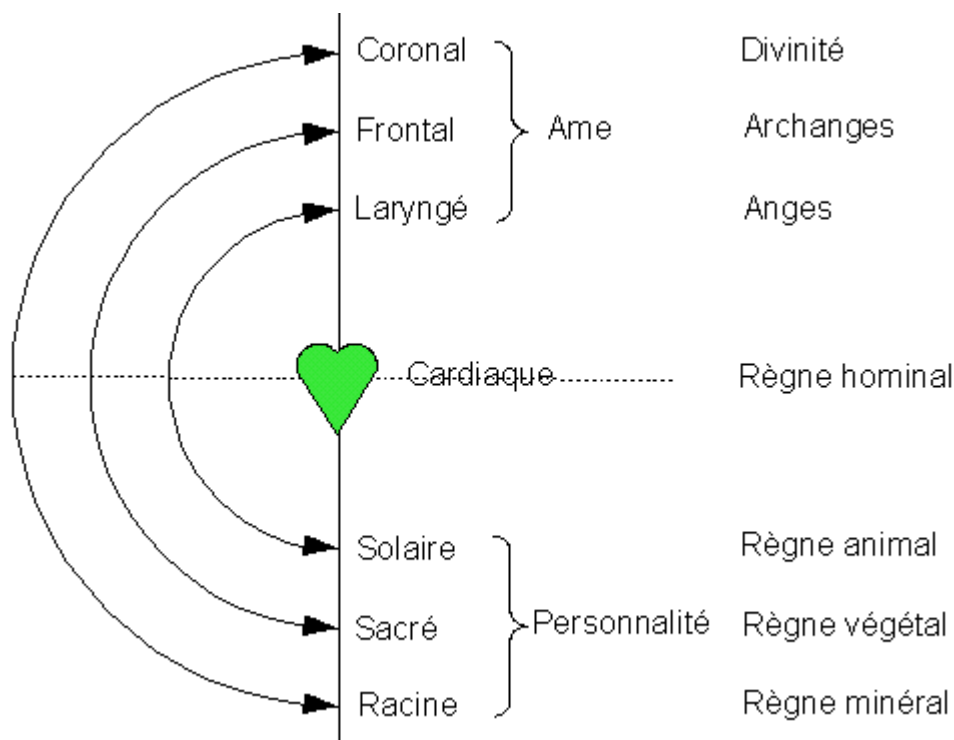 Coronal Divinité
Frontal Ame Archanges
Laryngé Anges
Cardiaque Règne hominal
Solaire Règne animal
Sacré Personnalité Règne végétal
Racine Règne minéral